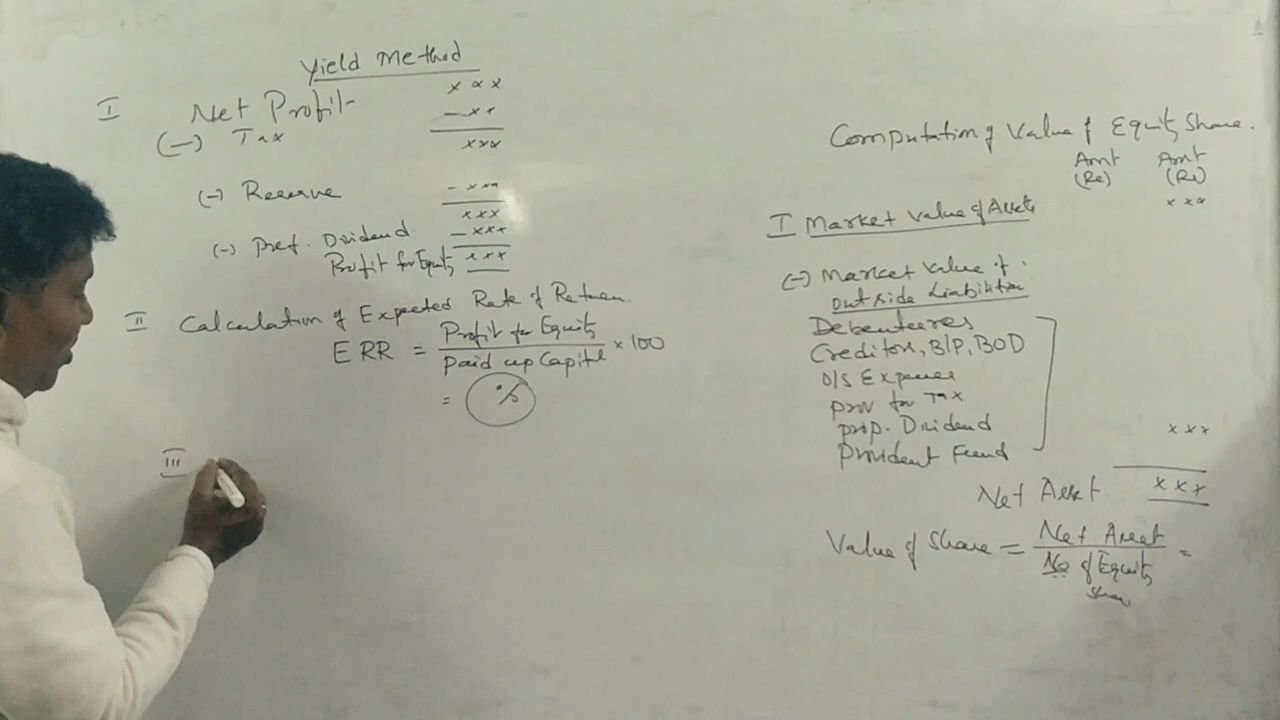 Yield Method
I Net Profit x x x
(-) Tax - x x
x x x
(-) Reserve - x x x
x x x
(-) Pref. Dividend - x x x
Profit for Equity x x x
II Calculation of Expected Rate of Return.
ERR = Profit for Equity / Paid up Capital × 100
= %
III
Computation of Value of Equity Share.
Amt (Rs) Amt (Rs)
I Market Value of Assets x x x
(-) Market Value of
outside Liabilities
Debentures
Creditors, B/P, BOD
O/S Expenses
prov for Tax
prop. Dividend x x x
Provident Fund
Net Asset x x x
Value of Share = Net Asset / No of Equity Share =